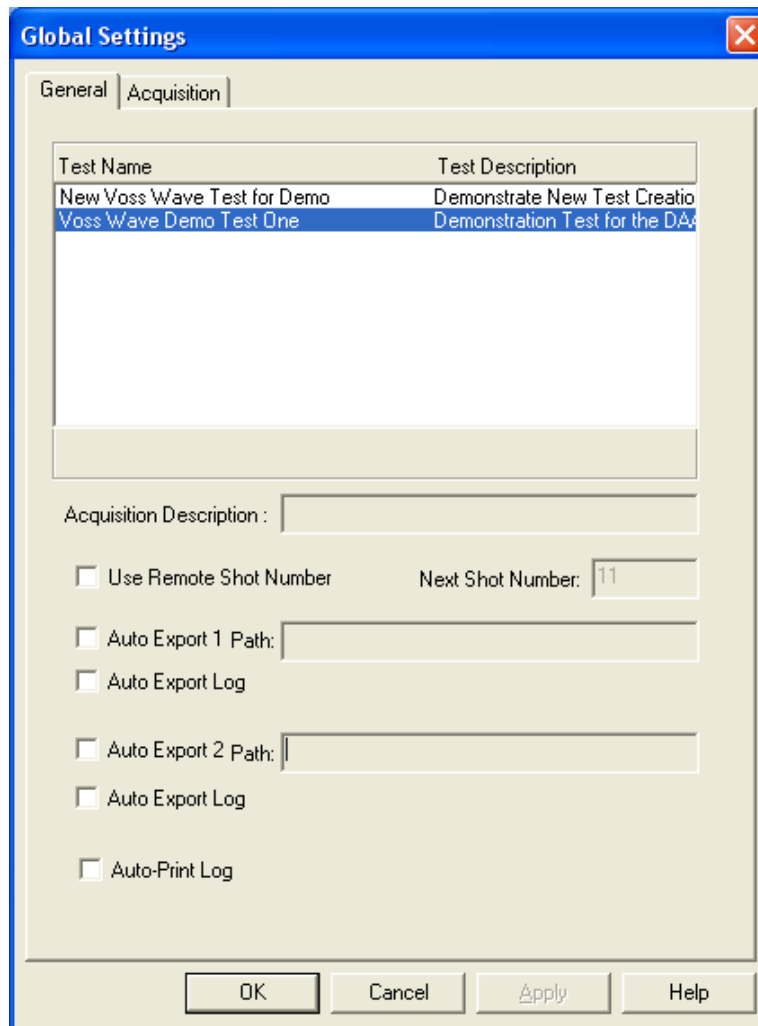 Global Settings
General Acquisition
Test Name Test Description
New Voss Wave Test for Demo Demonstrate New Test Creatio
Voss Wave Demo Test One Demonstration Test for the DAA
Acquisition Description :
Use Remote Shot Number Next Shot Number: 11
Auto Export 1 Path:
Auto Export Log
Auto Export 2 Path:
Auto Export Log
Auto-Print Log
OK Cancel Apply Help